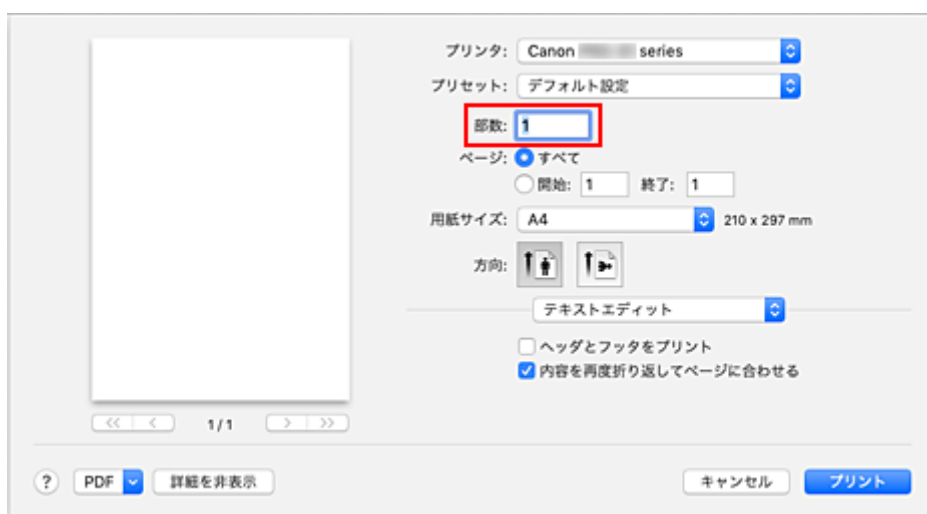 プリンタ: Canon series
プリセット: デフォルト設定
部数: 1
ページ: すべて
開始: 1 終了: 1
用紙サイズ: A4 210 x 297 mm
方向:
テキストエディット
ヘッダとフッタをプリント
内容を再度折り返してページに合わせる
1/1
? PDF 詳細を非表示 キャンセル プリント